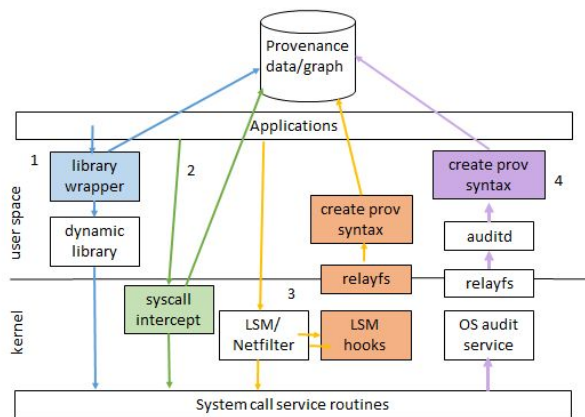 Provenance
data/graph
Applications
1
library
wrapper
2
create prov
syntax
4
user space
dynamic
library
create prov
syntax
auditd
relayfs
relayfs
kernel
syscall
intercept
3
LSM/
Netfilter
LSM
hooks
OS audit
service
System call service routines